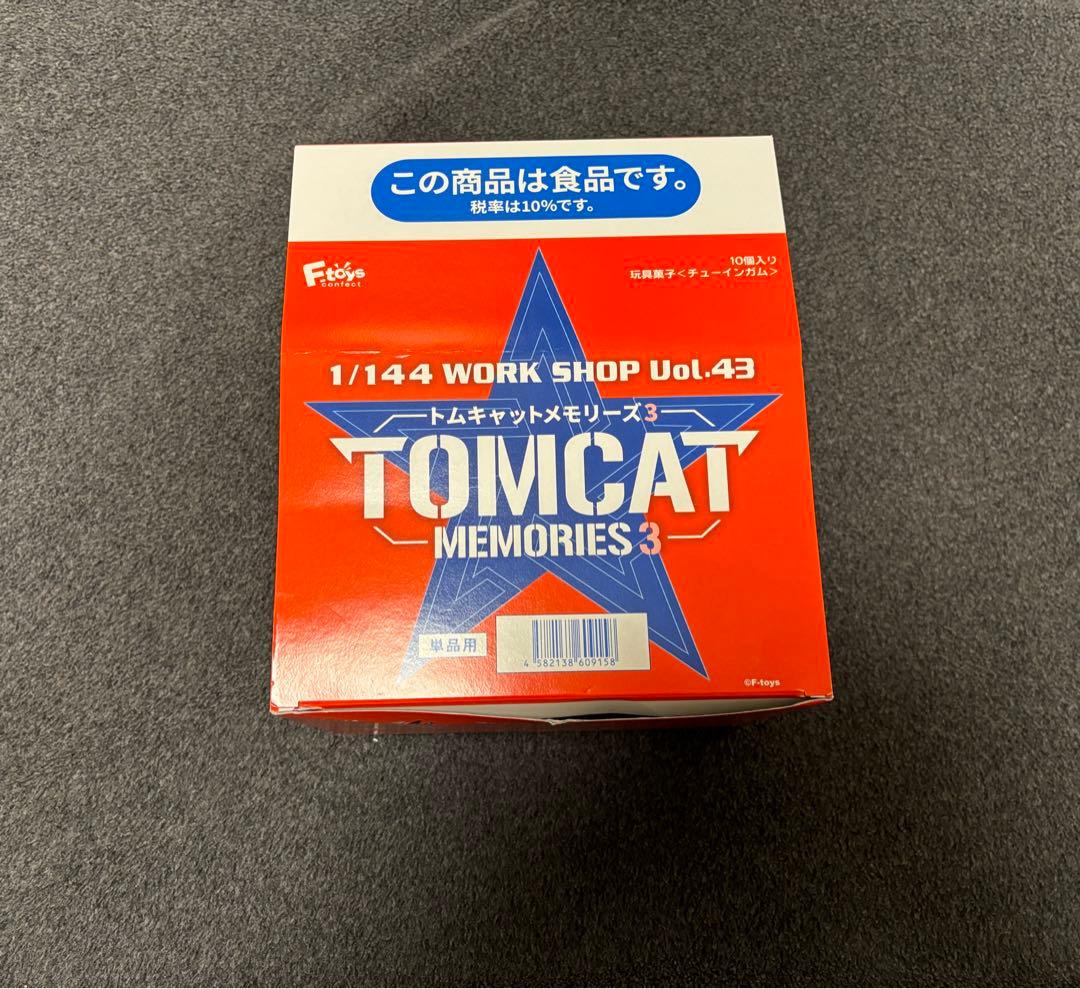 この商品は食品です。
税率は10%です。
F-toys
confect.
10個入り
玩具菓子<チューインガム>
1/144 WORK SHOP Vol.43
トムキャットメモリーズ3
TOMCAT
MEMORIES 3
単品用
4 582138 609158
©F-toys